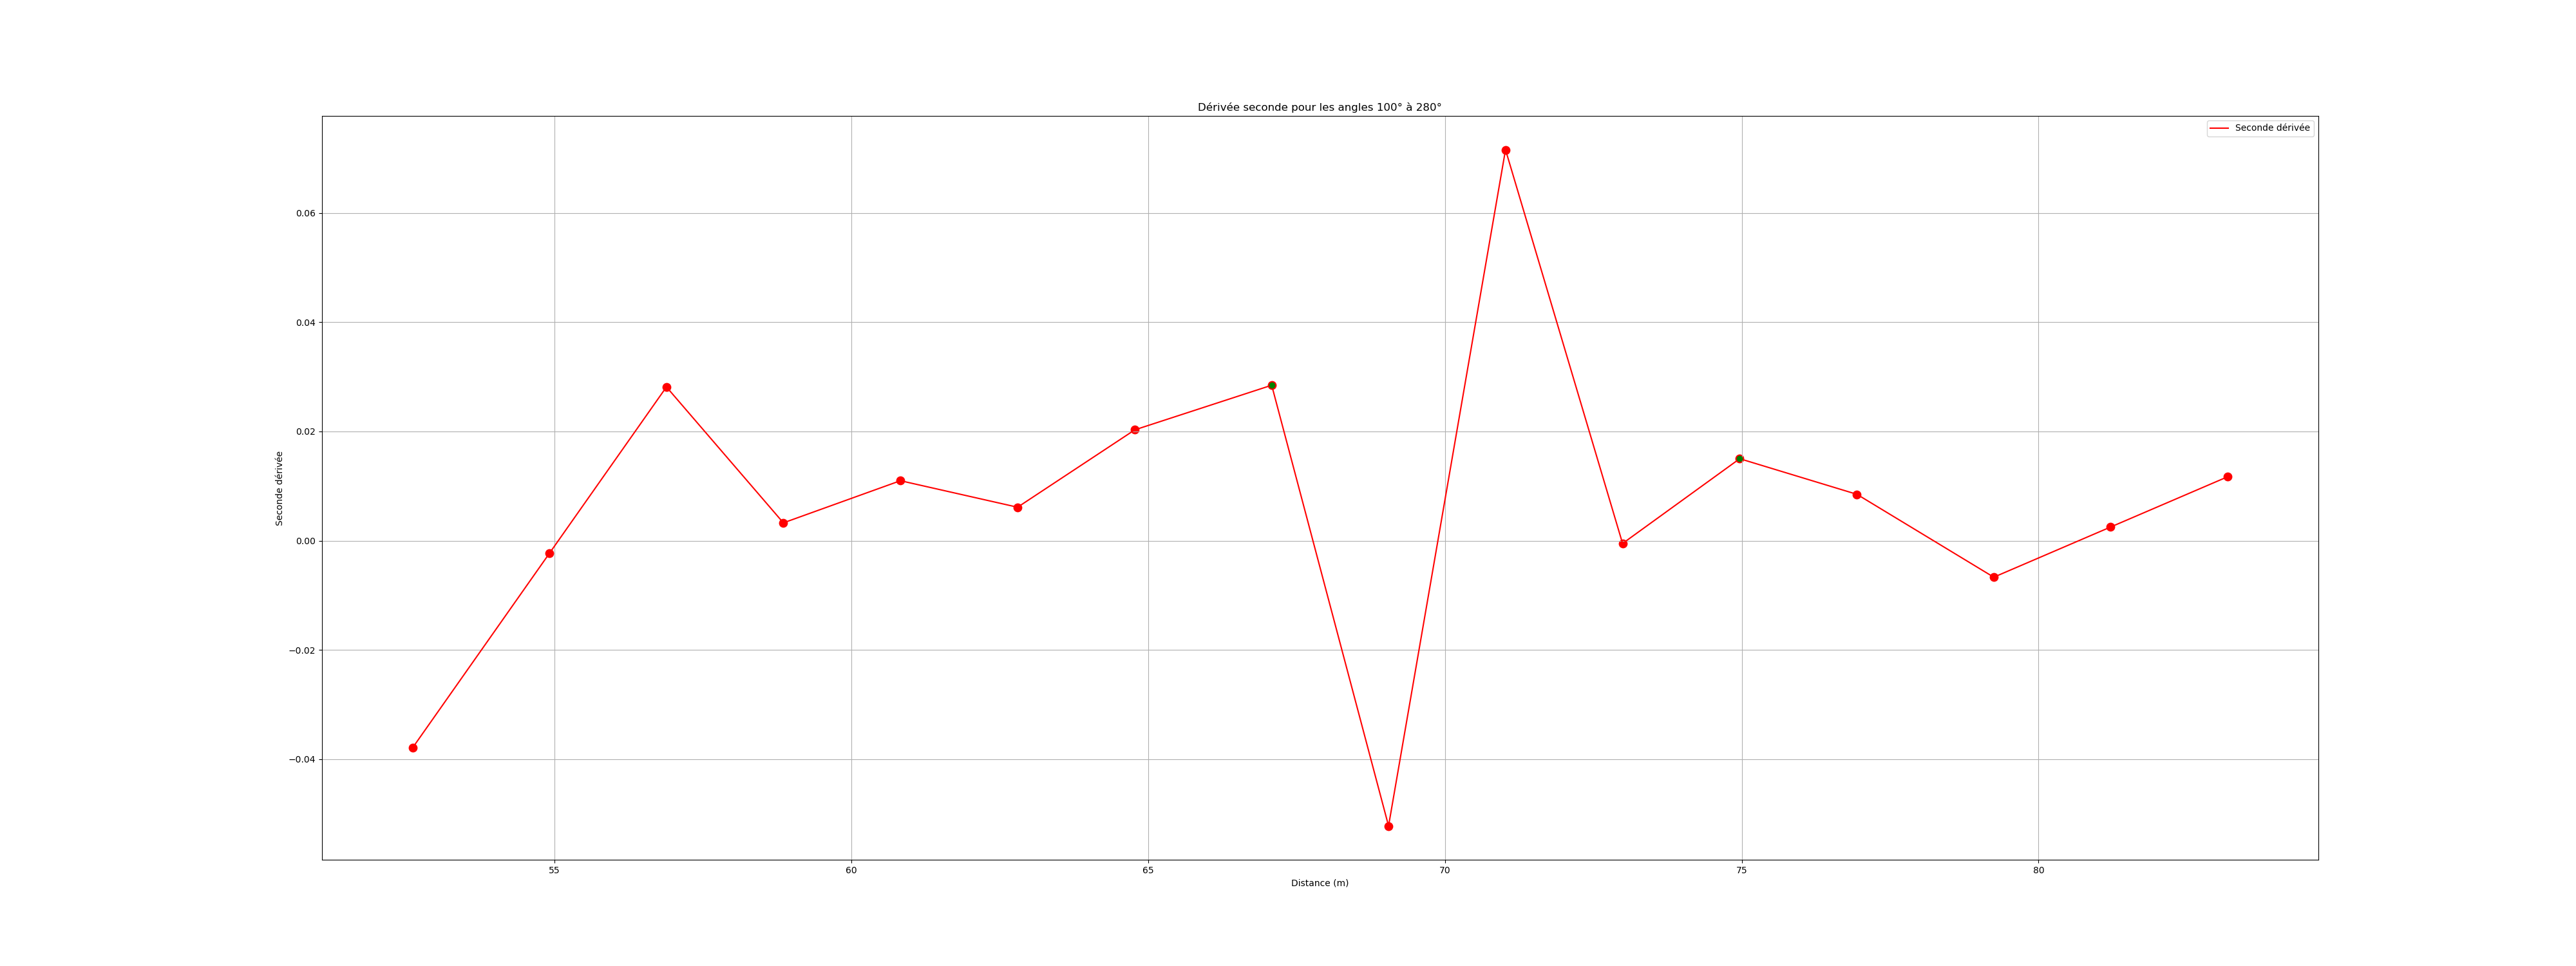 Dérivée seconde pour les angles 100° à 280°
Seconde dérivée
0.06
0.04
0.02
0.00
−0.02
−0.04
Seconde dérivée
55 60 65 70 75 80
Distance (m)